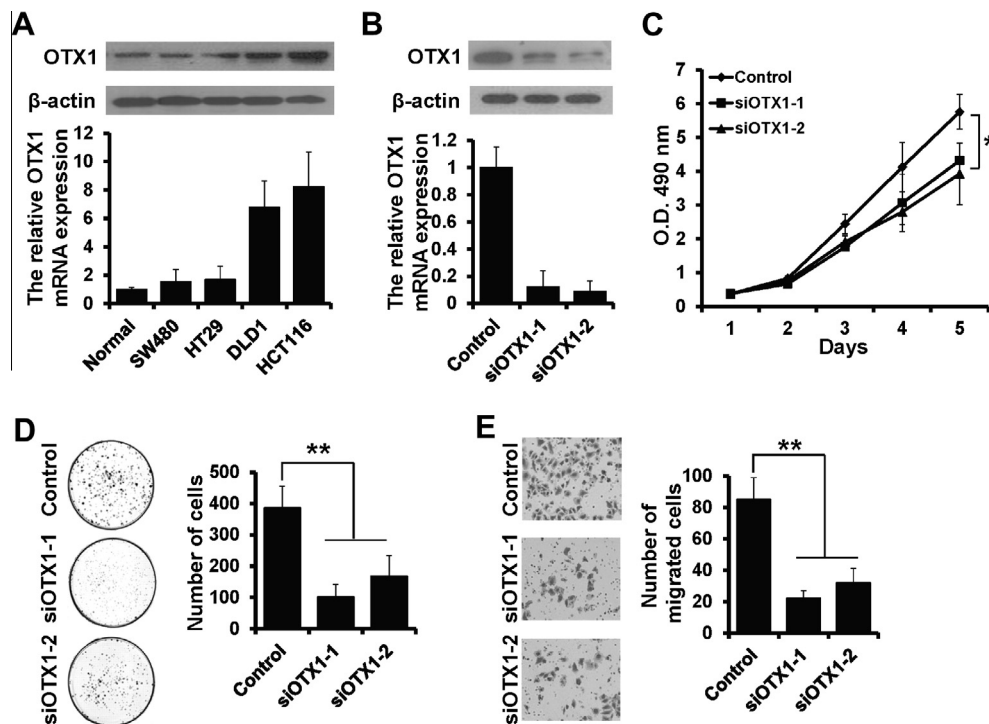 A
OTX1
β-actin
The relative OTX1
mRNA expression
12
10
8
6
4
2
0
Normal
SW480
HT29
DLD1
HCT116
B
OTX1
β-actin
The relative OTX1
mRNA expression
1.2
1
0.8
0.6
0.4
0.2
0
Control
siOTX1-1
siOTX1-2
C
O.D. 490 nm
7
6
5
4
3
2
1
0
Control
siOTX1-1
siOTX1-2
*
1 2 3 4 5
Days
D
Control
siOTX1-1
siOTX1-2
Number of cells
500
400
300
200
100
0
**
Control
siOTX1-1
siOTX1-2
E
Control
siOTX1-1
siOTX1-2
Number of
migrated cells
100
80
60
40
20
0
**
Control
siOTX1-1
siOTX1-2